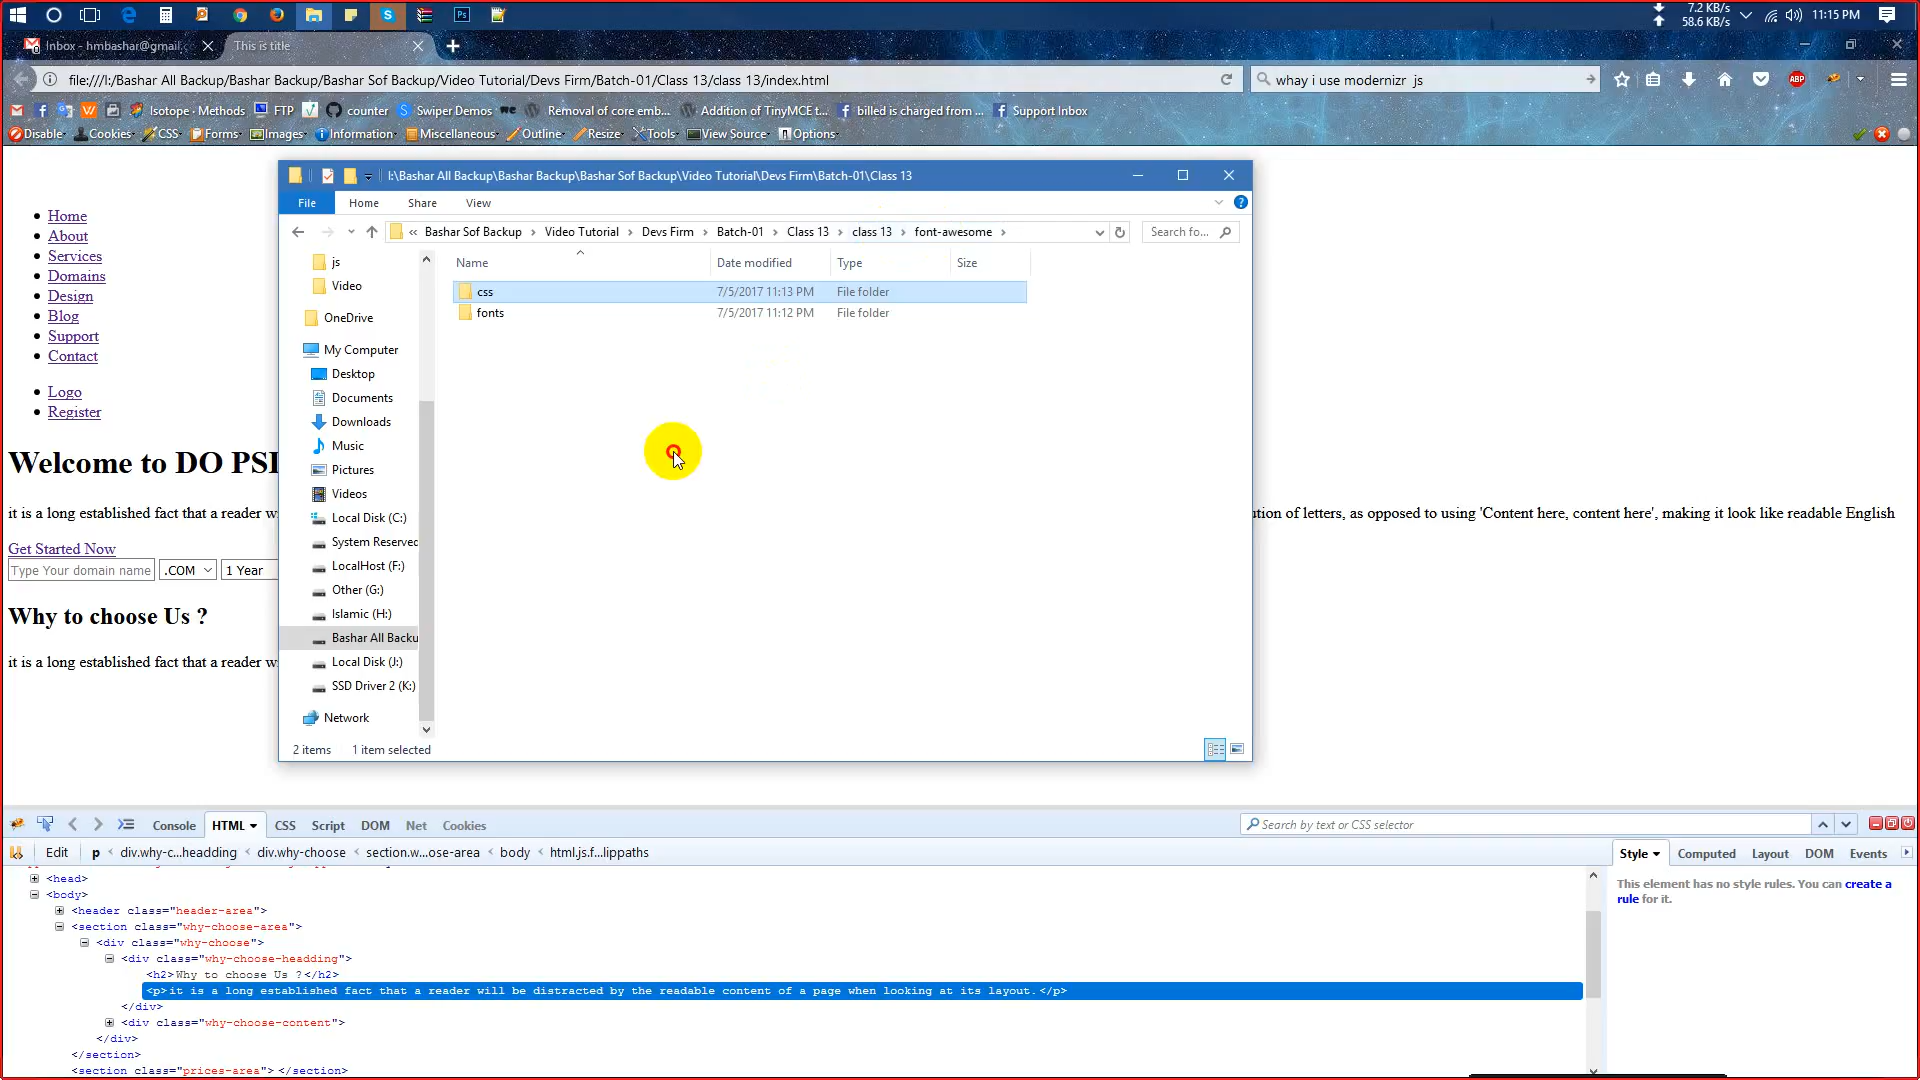 7.2 KB/s
58.6 KB/s
11:15 PM
Inbox - hmbashar@gmail.c
This is title
file:///I:/Bashar All Backup/Bashar Backup/Bashar Sof Backup/Video Tutorial/Devs Firm/Batch-01/Class 13/class 13/index.html
whay i use modernizr js
Isotope · Methods
FTP
counter
Swiper Demos
Removal of core emb...
Addition of TinyMCE t...
billed is charged from ...
Support Inbox
Disable
Cookies
CSS
Forms
Images
Information
Miscellaneous
Outline
Resize
Tools
View Source
Options
I:\Bashar All Backup\Bashar Backup\Bashar Sof Backup\Video Tutorial\Devs Firm\Batch-01\Class 13
File Home Share View
« Bashar Sof Backup › Video Tutorial › Devs Firm › Batch-01 › Class 13 › class 13 › font-awesome ›
Search fo...
Name Date modified Type Size
css 7/5/2017 11:13 PM File folder
fonts 7/5/2017 11:12 PM File folder
js
Video
OneDrive
My Computer
Desktop
Documents
Downloads
Music
Pictures
Videos
Local Disk (C:)
System Reserved
LocalHost (F:)
Other (G:)
Islamic (H:)
Bashar All Backu
Local Disk (J:)
SSD Driver 2 (K:)
Network
2 items 1 item selected
Home
About
Services
Domains
Design
Blog
Support
Contact
Logo
Register
Welcome to DO PSD
it is a long established fact that a reader wi
tion of letters, as opposed to using 'Content here, content here', making it look like readable English
Get Started Now
Type Your domain name .COM 1 Year
Why to choose Us ?
it is a long established fact that a reader wi
Console HTML CSS Script DOM Net Cookies
Search by text or CSS selector
Edit p < div.why-c...headding < div.why-choose < section.w...ose-area < body < html.js.f...lippaths
Style Computed Layout DOM Events
<head>
<body>
<header class="header-area">
<section class="why-choose-area">
<div class="why-choose">
<div class="why-choose-headding">
<h2>Why to choose Us ?</h2>
<p>it is a long established fact that a reader will be distracted by the readable content of a page when looking at its layout.</p>
</div>
<div class="why-choose-content">
</div>
</section>
<section class="prices-area"> </section>
This element has no style rules. You can create a
rule for it.